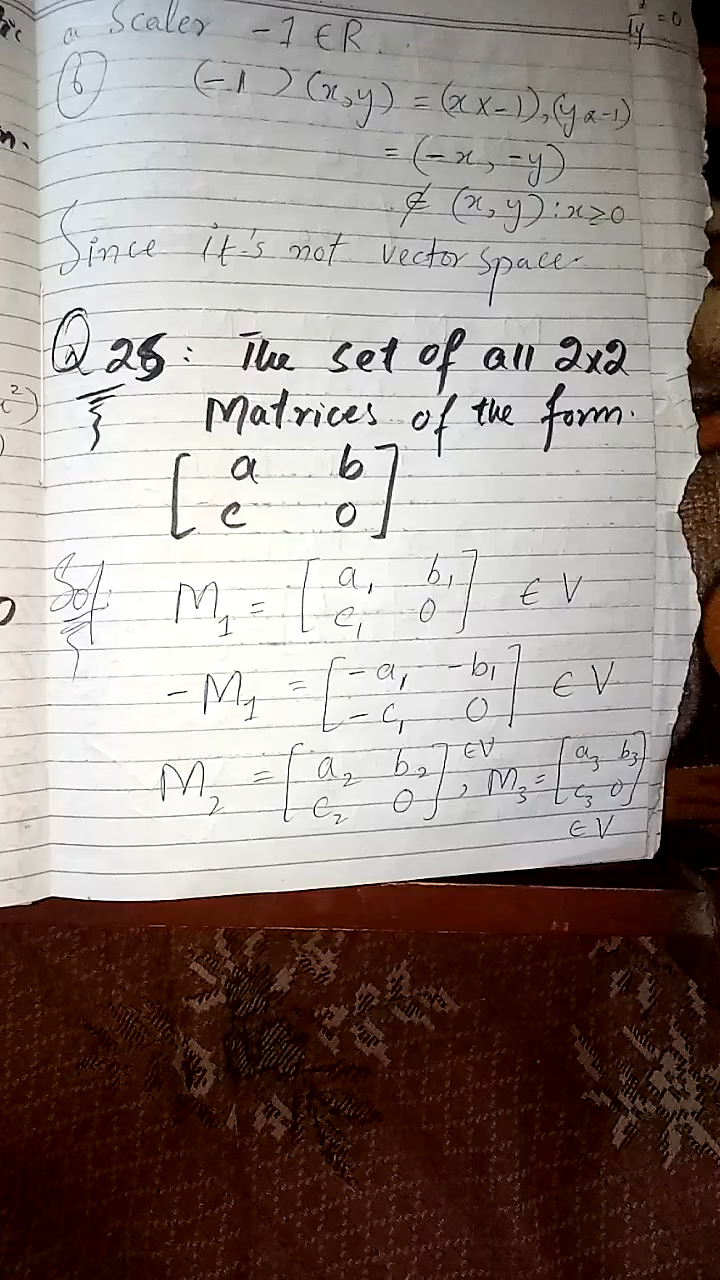 a Scaler -1 ∈ R ..
= 0
(6) (-1) (x,y) = (x x-1), (y x-1)
= (-x, -y)
∉ (x,y) : x≥0
Since it's not vector space
Q 25: The set of all 2x2
Matrices of the form.
[ a b
c 0 ]
Sol: M₁ = [ a₁ b₁
c₁ 0 ] ∈ V
-M₁ = [ -a₁ -b₁
-c₁ 0 ] ∈ V
M₂ = [ a₂ b₂
c₂ 0 ] ∈V, M₃ = [ a₃ b₃
c₃ 0 ]
∈ V